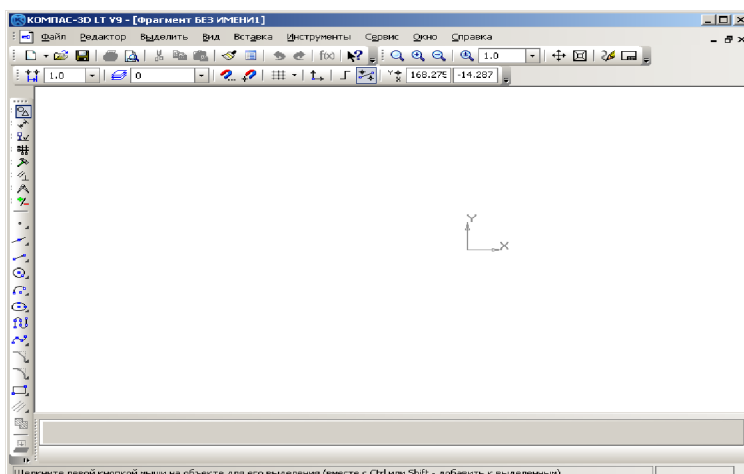 КОМПАС-3D LT V9 - [Фрагмент БЕЗ ИМЕНИ1]
Файл Редактор Выделить Вид Вставка Инструменты Сервис Окно Справка
f(x) 1.0
1.0 0 Y X 168.275 -14.287
Y
X
Щелкните левой кнопкой мыши на объекте для его выделения (вместе с Ctrl или Shift - добавить к выделенным)